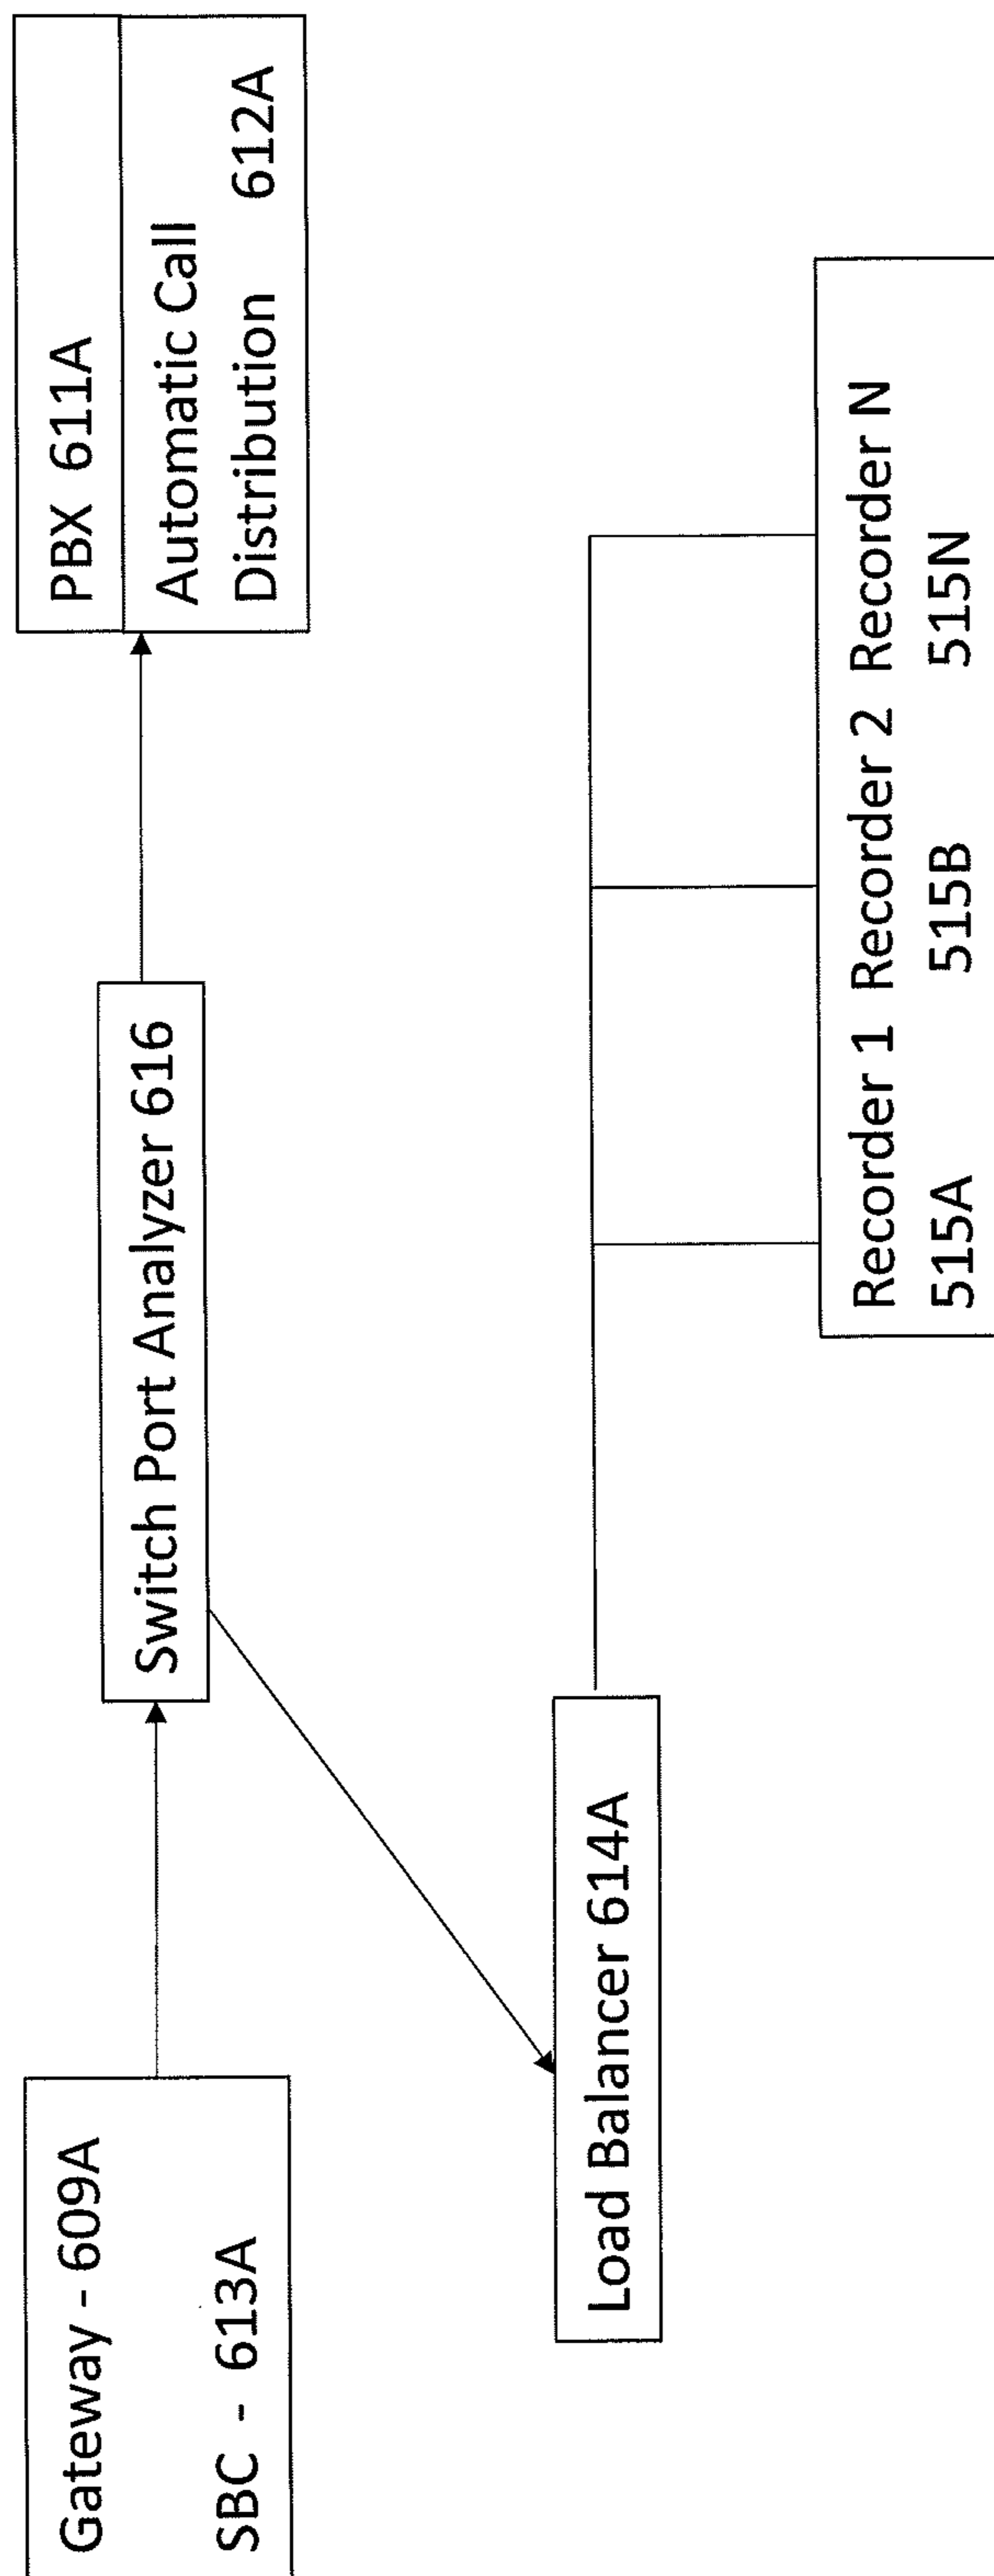 Gateway - 609A
SBC - 613A
Switch Port Analyzer 616
PBX 611A
Automatic Call
Distribution 612A
Load Balancer 614A
Recorder 1 Recorder 2 Recorder N
515A 515B 515N